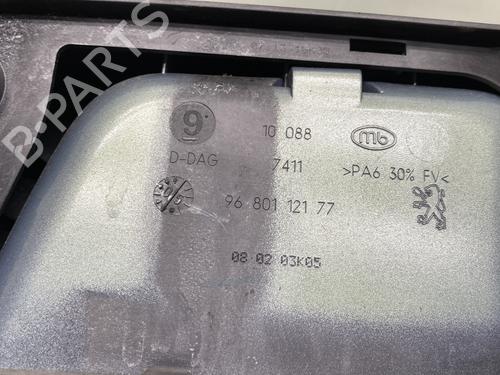 B-PARTS
9
10 088
mb
D-DAG
7411
>PA6 30% FV<
96 801 121 77
08 02 03K05